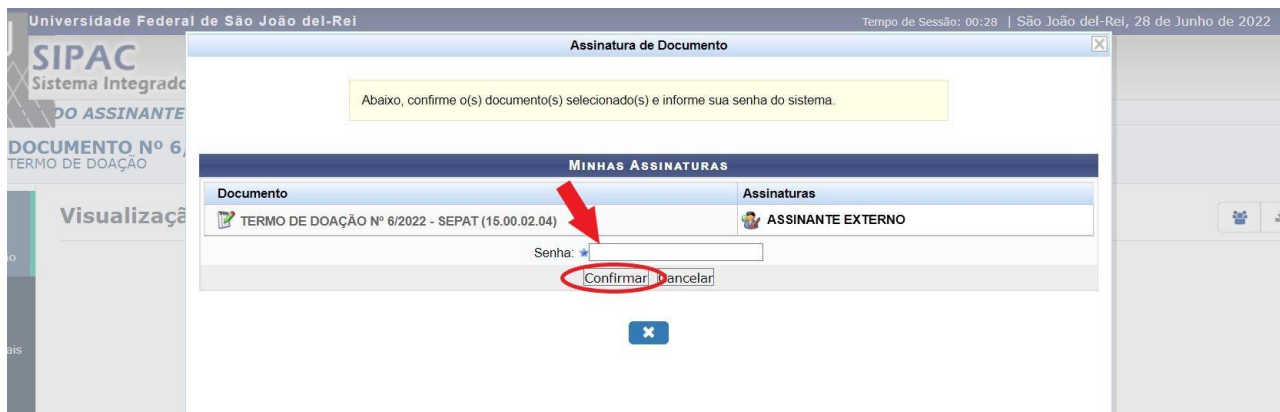 Universidade Federal de São João del-Rei
Tempo de Sessão: 00:28 | São João del-Rei, 28 de Junho de 2022
SIPAC
Sistema Integrado
DO ASSINANTE
DOCUMENTO Nº 6/
TERMO DE DOAÇÃO
Visualizaçã
ais
Assinatura de Documento
Abaixo, confirme o(s) documento(s) selecionado(s) e informe sua senha do sistema.
MINHAS ASSINATURAS
Documento Assinaturas
TERMO DE DOAÇÃO Nº 6/2022 - SEPAT (15.00.02.04) ASSINANTE EXTERNO
Senha:
Confirmar Cancelar